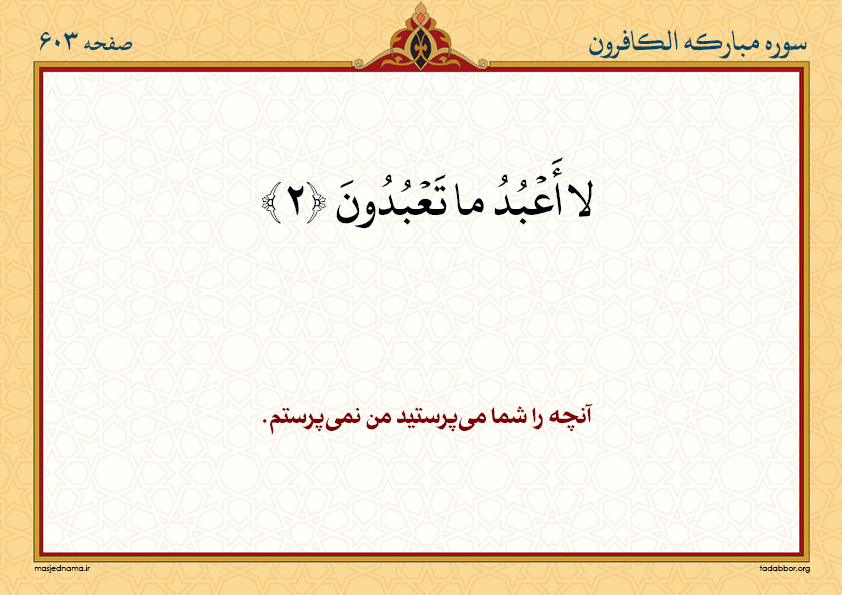 سوره مبارکه الکافرون
صفحه ۶۰۳
لا أَعۡبُدُ ما تَعۡبُدُونَ ﴿٢﴾
آنچه را شما می‌پرستید من نمی‌پرستم.
masjednama.ir
tadabbor.org